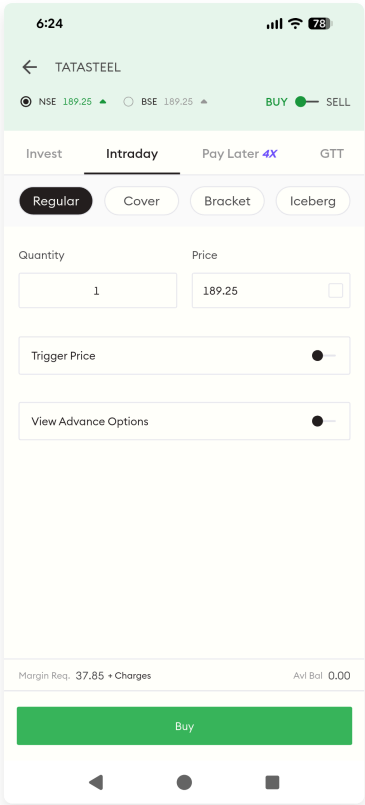 6:24 78
TATASTEEL
NSE 189.25 BSE 189.25 BUY SELL
Invest Intraday Pay Later 4X GTT
Regular Cover Bracket Iceberg
Quantity Price
1 189.25
Trigger Price
View Advance Options
Margin Req. 37.85 + Charges Avl Bal 0.00
Buy